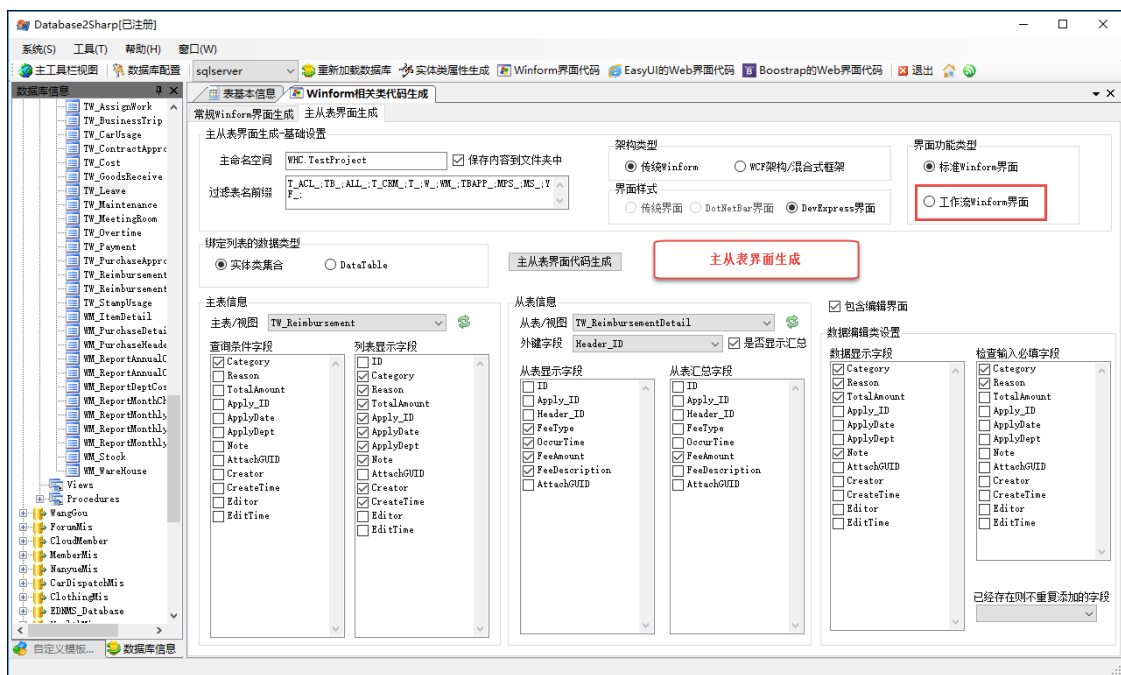 Database2Sharp[已注册]
系统(S) 工具(T) 帮助(H) 窗口(W)
主工具栏视图 数据库配置 sqlserver 重新加载数据库 实体类属性生成 Winform界面代码 EasyUI的Web界面代码 Boostrap的Web界面代码 退出
数据库信息
TW_AssignWork
TW_BusinessTrip
TW_CarUsage
TW_ContractAppro
TW_Cost
TW_GoodsReceive
TW_Leave
TW_Maintenance
TW_MeetingRoom
TW_Overtime
TW_Payment
TW_PurchaseAppro
TW_Reimbursement
TW_Reimbursement
TW_StampUsage
WM_ItemDetail
WM_PurchaseDetai
WM_PurchaseHeade
WM_ReportAnnualC
WM_ReportAnnualC
WM_ReportDeptCos
WM_ReportMonthCh
WM_ReportMonthly
WM_ReportMonthly
WM_ReportMonthly
WM_Stock
WM_WareHouse
Views
Procedures
WangGou
ForumMis
CloudMember
MemberMis
NanyueMis
CarDispatchMis
ClothingMis
EDNMS_Database
自定义模板... 数据库信息
表基本信息 Winform相关类代码生成
常规Winform界面生成 主从表界面生成
主从表界面生成-基础设置
主命名空间 WHC.TestProject 保存内容到文件夹中
过滤表名前缀 T_ACL_;TB_;ALL_;T_CRM_;T_;W_;WM_;TBAPP_;MPS_;MS_;Y
F_;
架构类型
传统Winform WCF架构/混合式框架
界面样式
传统界面 DotNetBar界面 DevExpress界面
界面功能类型
标准Winform界面
工作流Winform界面
绑定列表的数据类型
实体类集合 DataTable
主从表界面代码生成
主从表界面生成
主表信息
主表/视图 TW_Reimbursement
查询条件字段
Category
Reason
TotalAmount
Apply_ID
ApplyDate
ApplyDept
Note
AttachGUID
Creator
CreateTime
Editor
EditTime
列表显示字段
ID
Category
Reason
TotalAmount
Apply_ID
ApplyDate
ApplyDept
Note
AttachGUID
Creator
CreateTime
Editor
EditTime
从表信息
从表/视图 TW_ReimbursementDetail
外键字段 Header_ID 是否显示汇总
从表显示字段
ID
Apply_ID
Header_ID
FeeType
OccurTime
FeeAmount
FeeDescription
AttachGUID
从表汇总字段
ID
Apply_ID
Header_ID
FeeType
OccurTime
FeeAmount
FeeDescription
AttachGUID
包含编辑界面
数据编辑类设置
数据显示字段
Category
Reason
TotalAmount
Apply_ID
ApplyDate
ApplyDept
Note
AttachGUID
Creator
CreateTime
Editor
EditTime
检查输入必填字段
Category
Reason
TotalAmount
Apply_ID
ApplyDate
ApplyDept
Note
AttachGUID
Creator
CreateTime
Editor
EditTime
已经存在则不重复添加的字段